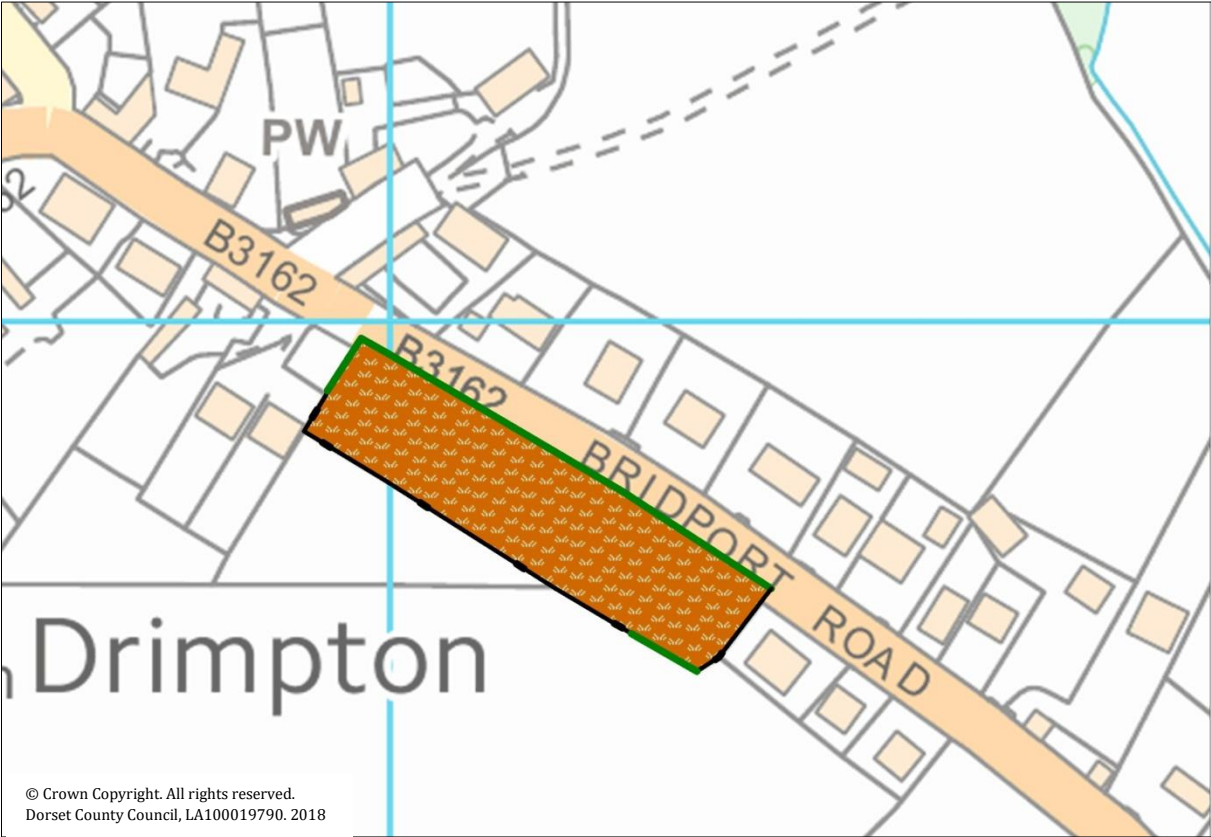 PW
B3162
B3162
BRIDPORT
ROAD
Drimpton
© Crown Copyright. All rights reserved.
Dorset County Council, LA100019790. 2018